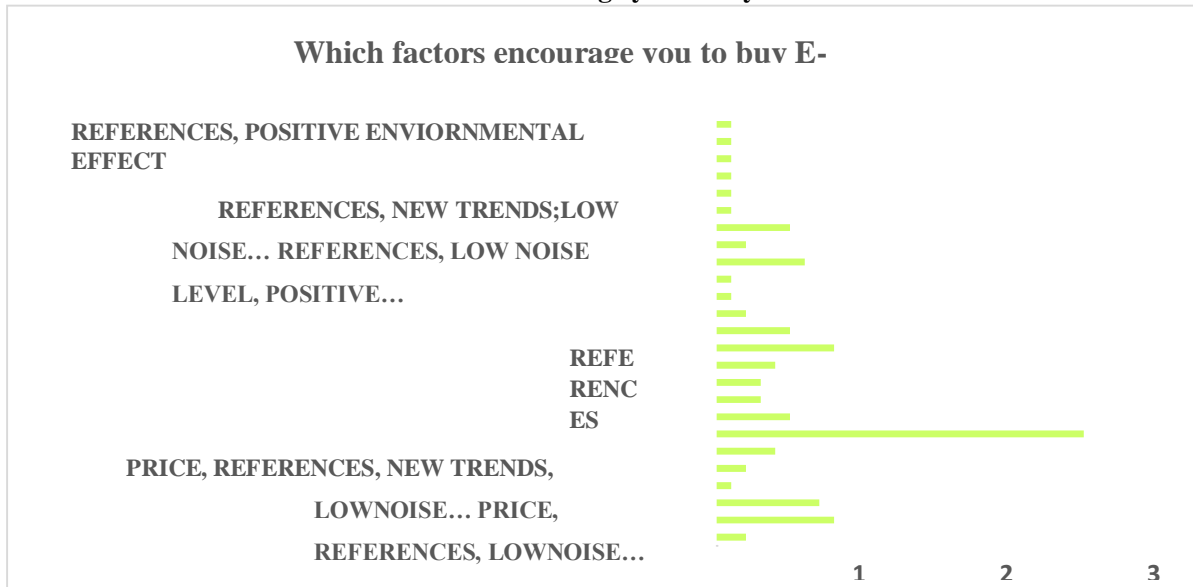 Which factors encourage you to buy E-
REFERENCES, POSITIVE ENVIORNMENTAL
EFFECT
REFERENCES, NEW TRENDS;LOW
NOISE… REFERENCES, LOW NOISE
LEVEL, POSITIVE…
REFE
RENC
ES
PRICE, REFERENCES, NEW TRENDS,
LOWNOISE… PRICE,
REFERENCES, LOWNOISE…
1 2 3